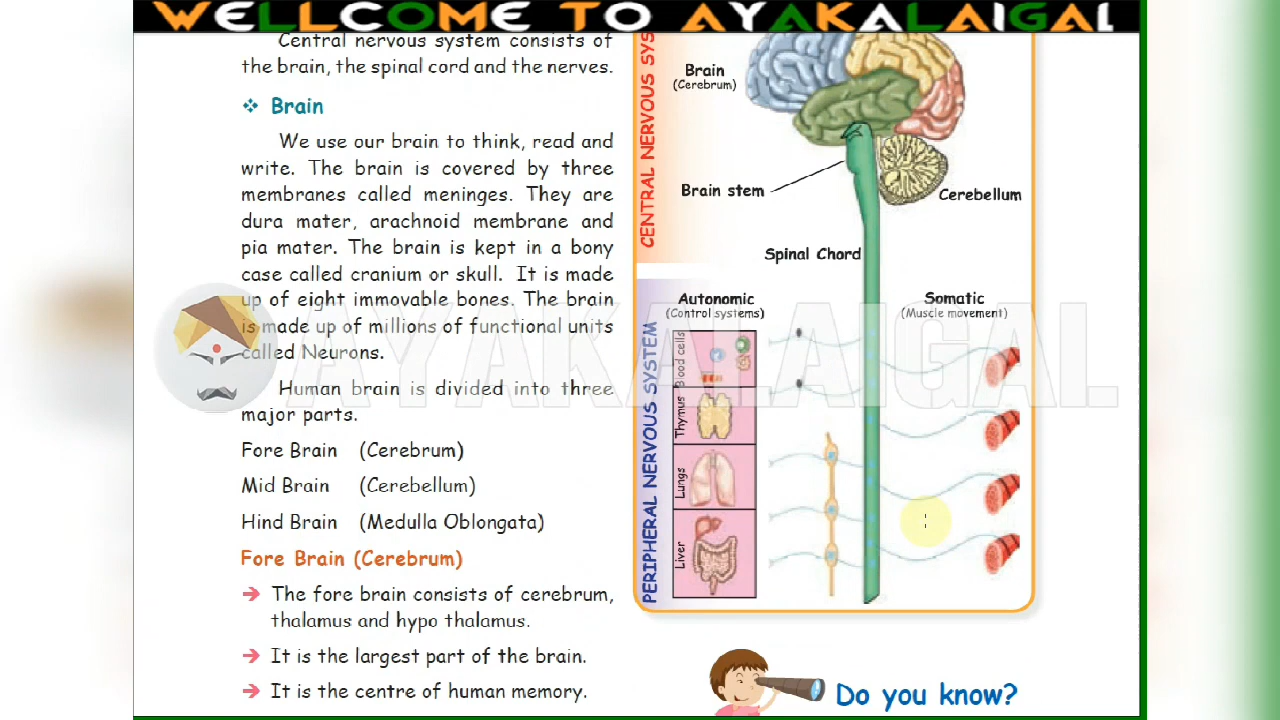 WELLCOME TO AYAKALAIGAL
Central nervous system consists of
the brain, the spinal cord and the nerves.
❖ Brain
We use our brain to think, read and
write. The brain is covered by three
membranes called meninges. They are
dura mater, arachnoid membrane and
pia mater. The brain is kept in a bony
case called cranium or skull. It is made
up of eight immovable bones. The brain
is made up of millions of functional units
called Neurons.
Human brain is divided into three
major parts.
Fore Brain (Cerebrum)
Mid Brain (Cerebellum)
Hind Brain (Medulla Oblongata)
Fore Brain (Cerebrum)
➔ The fore brain consists of cerebrum,
thalamus and hypo thalamus.
➔ It is the largest part of the brain.
➔ It is the centre of human memory.
CENTRAL NERVOUS SYS
Brain
(Cerebrum)
Brain stem
Cerebellum
Spinal Chord
PERIPHERAL NERVOUS SYSTEM
Autonomic
(Control systems)
Somatic
(Muscle movement)
Blood cells
Thymus
Lungs
Liver
AYAKALAIGAL
Do you know?